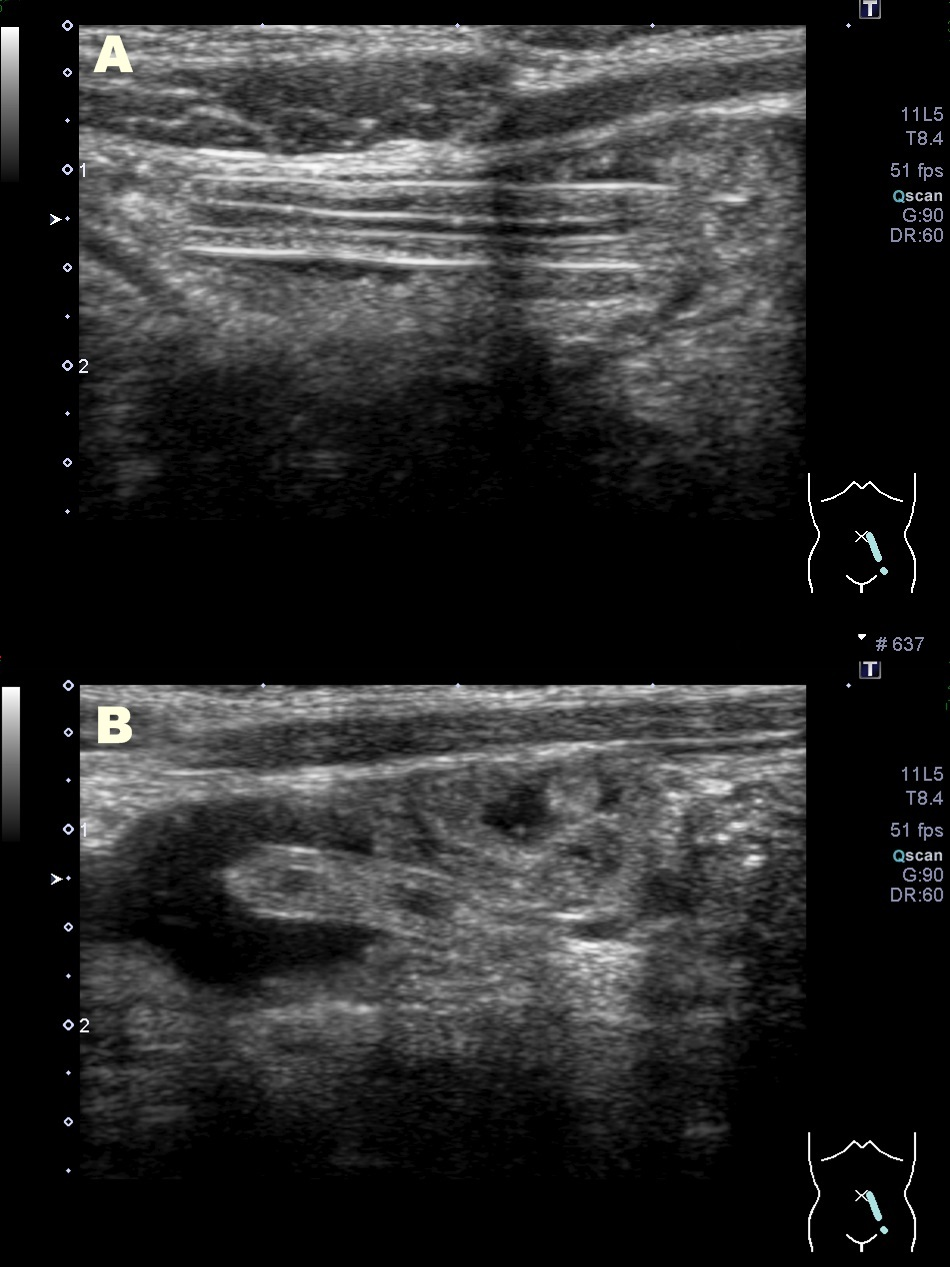 T
A
11L5
T8.4
1
51 fps
Qscan
G:90
DR:60
2
# 637
T
B
11L5
T8.4
1
51 fps
Qscan
G:90
DR:60
2